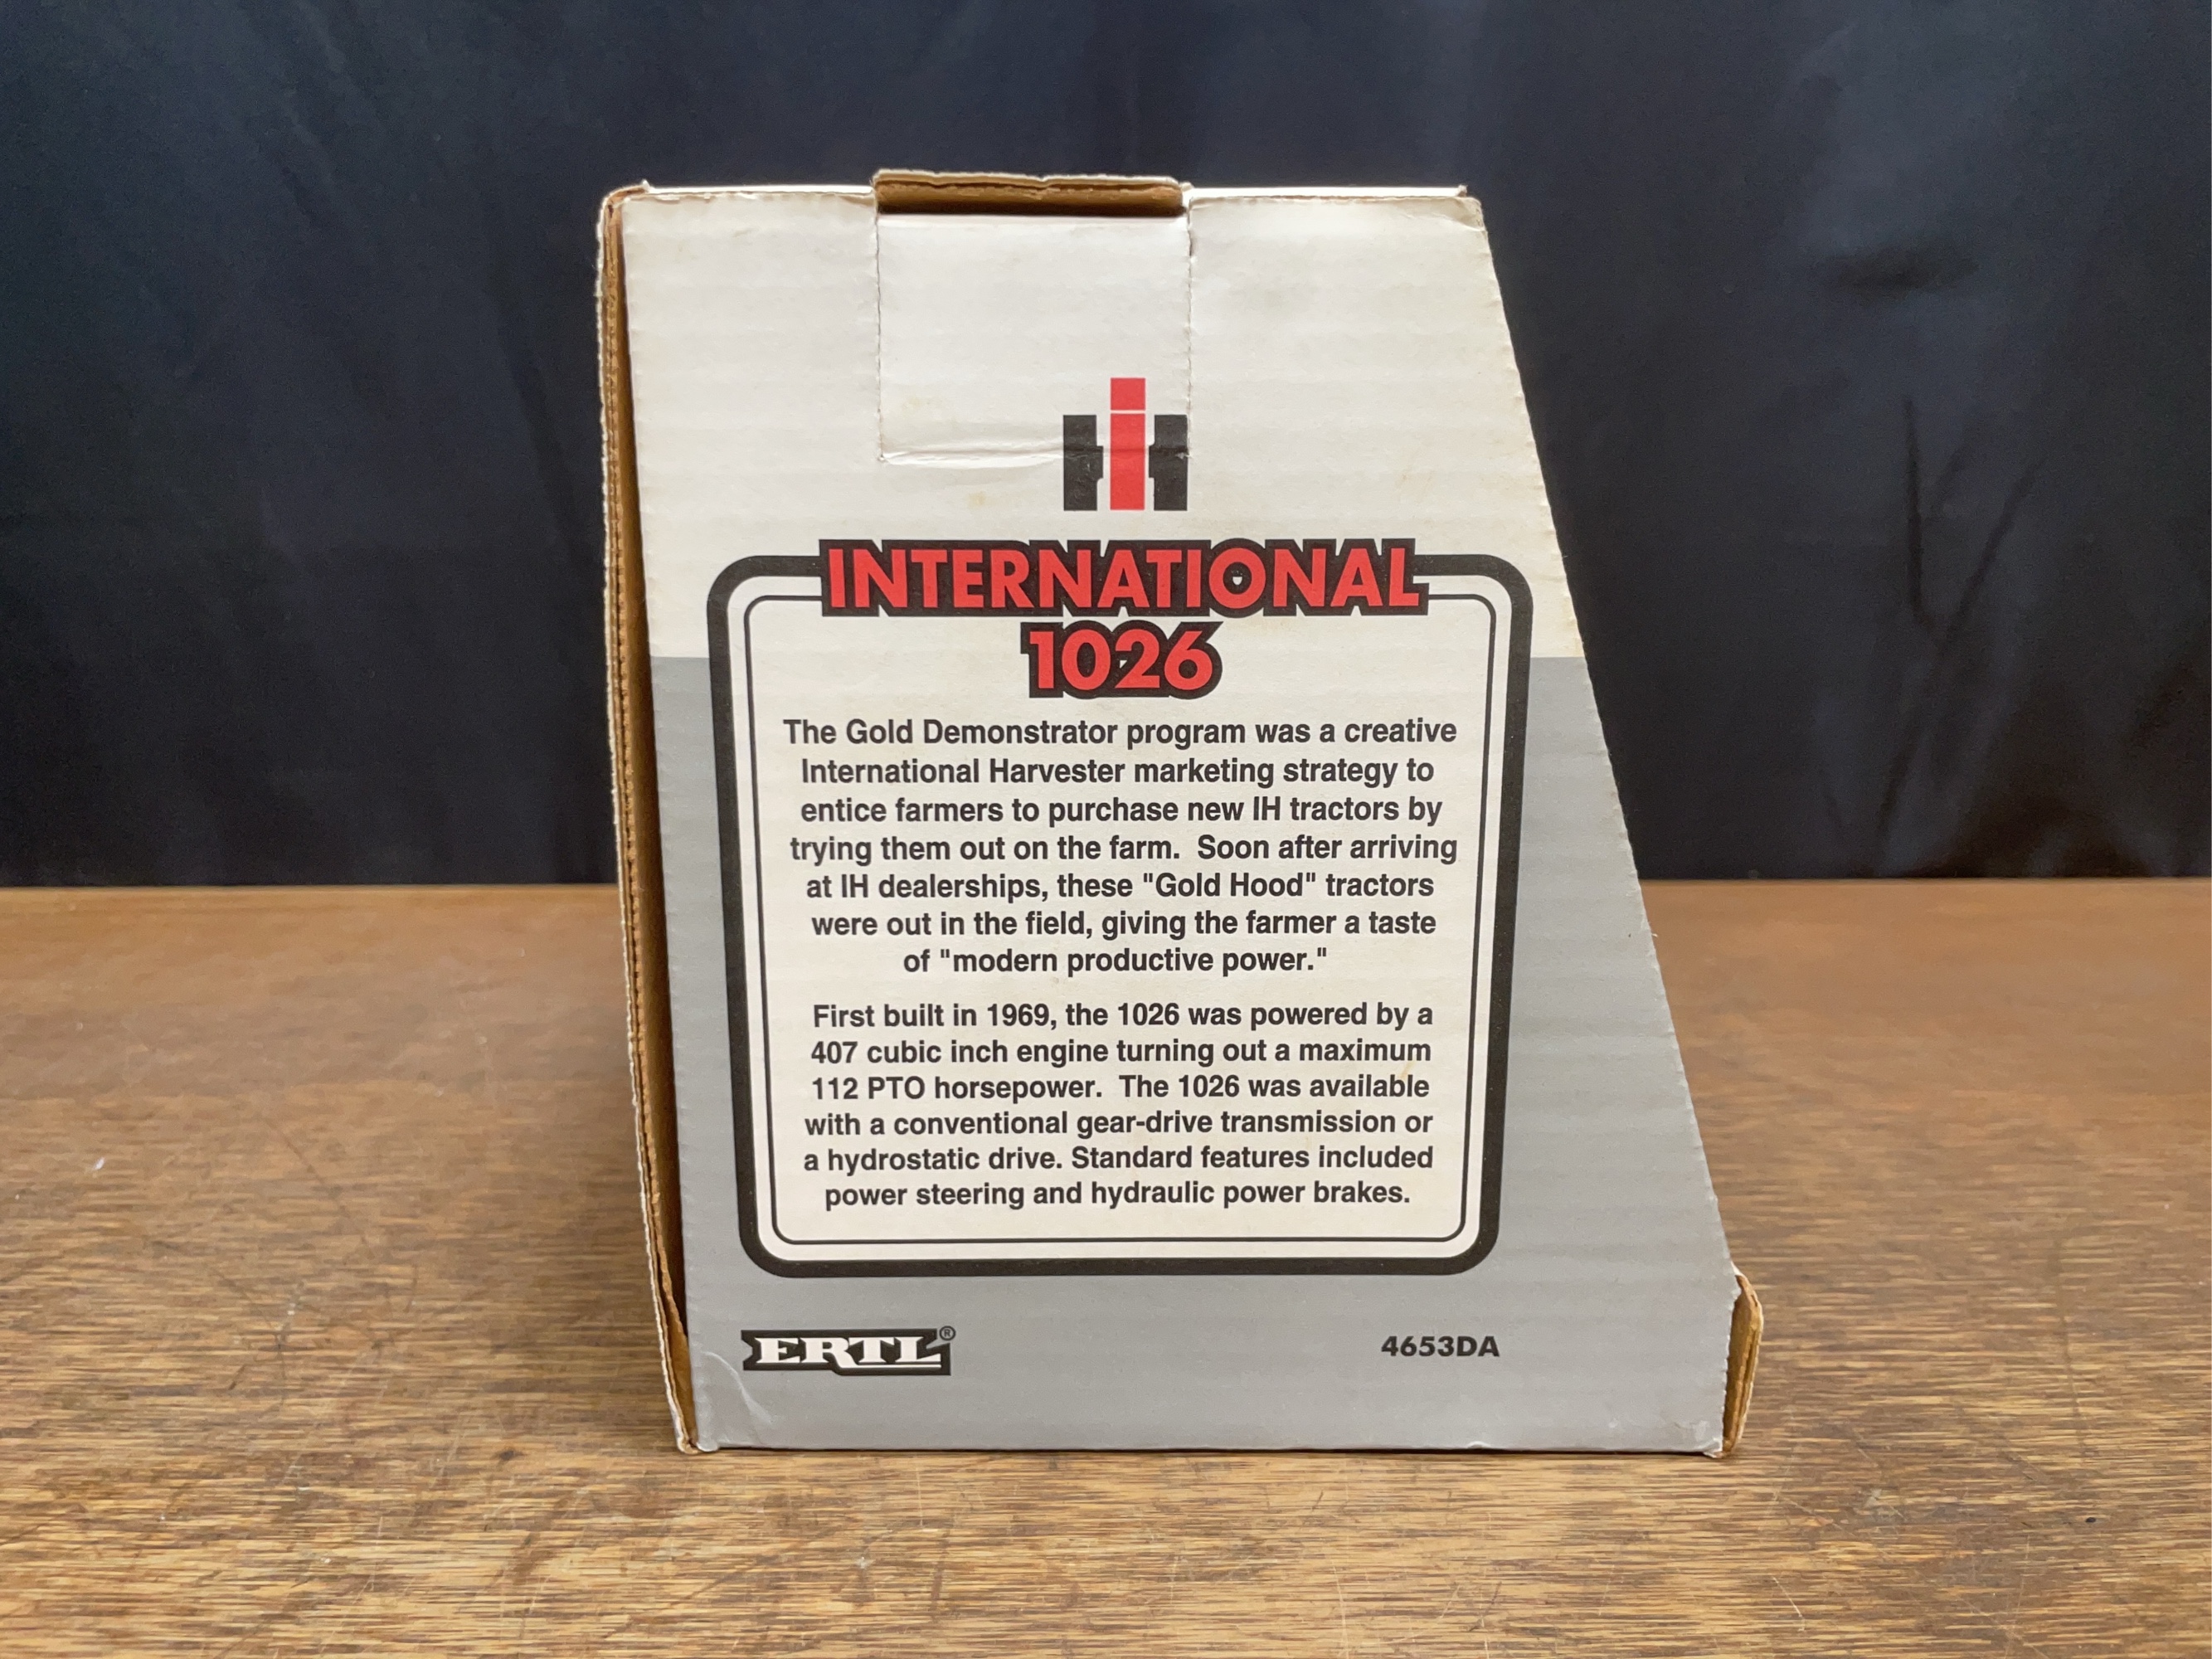 IH
INTERNATIONAL
1026
The Gold Demonstrator program was a creative
International Harvester marketing strategy to
entice farmers to purchase new IH tractors by
trying them out on the farm.  Soon after arriving
at IH dealerships, these "Gold Hood" tractors
were out in the field, giving the farmer a taste
of "modern productive power."
First built in 1969, the 1026 was powered by a
407 cubic inch engine turning out a maximum
112 PTO horsepower.  The 1026 was available
with a conventional gear-drive transmission or
a hydrostatic drive. Standard features included
power steering and hydraulic power brakes.
ERTL®
4653DA